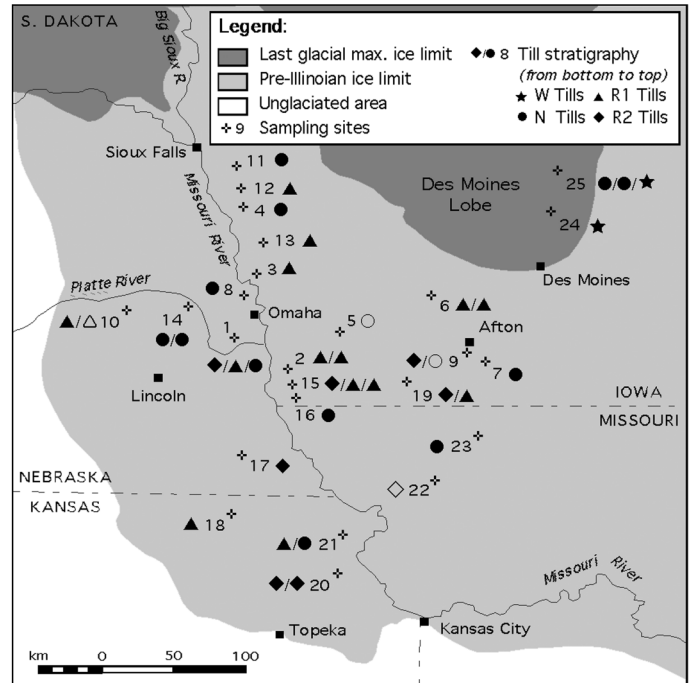 S. DAKOTA
Big Sioux R
Legend:
Last glacial max. ice limit
Pre-Illinoian ice limit
Unglaciated area
9 Sampling sites
◆/● 8 Till stratigraphy
(from bottom to top)
★ W Tills ▲ R1 Tills
● N Tills ◆ R2 Tills
Sioux Falls
11 ●
12 ▲
4 ●
Missouri River
13 ▲
3 ▲
Des Moines
Lobe
25 ●/●/★
24 ★
Des Moines
Platte River
● 8
Omaha
▲/△ 10
14
●/●
1
◆/▲/●
5 ○
6 ▲/▲
Afton
2 ▲/▲
◆/○ 9
7 ●
15 ◆/▲/▲
19 ◆/▲
Lincoln
16 ●
IOWA
MISSOURI
● 23
17 ◆
◇ 22
NEBRASKA
KANSAS
▲ 18
▲/● 21
◆/◆ 20
Missouri River
Topeka
Kansas City
km 0 50 100